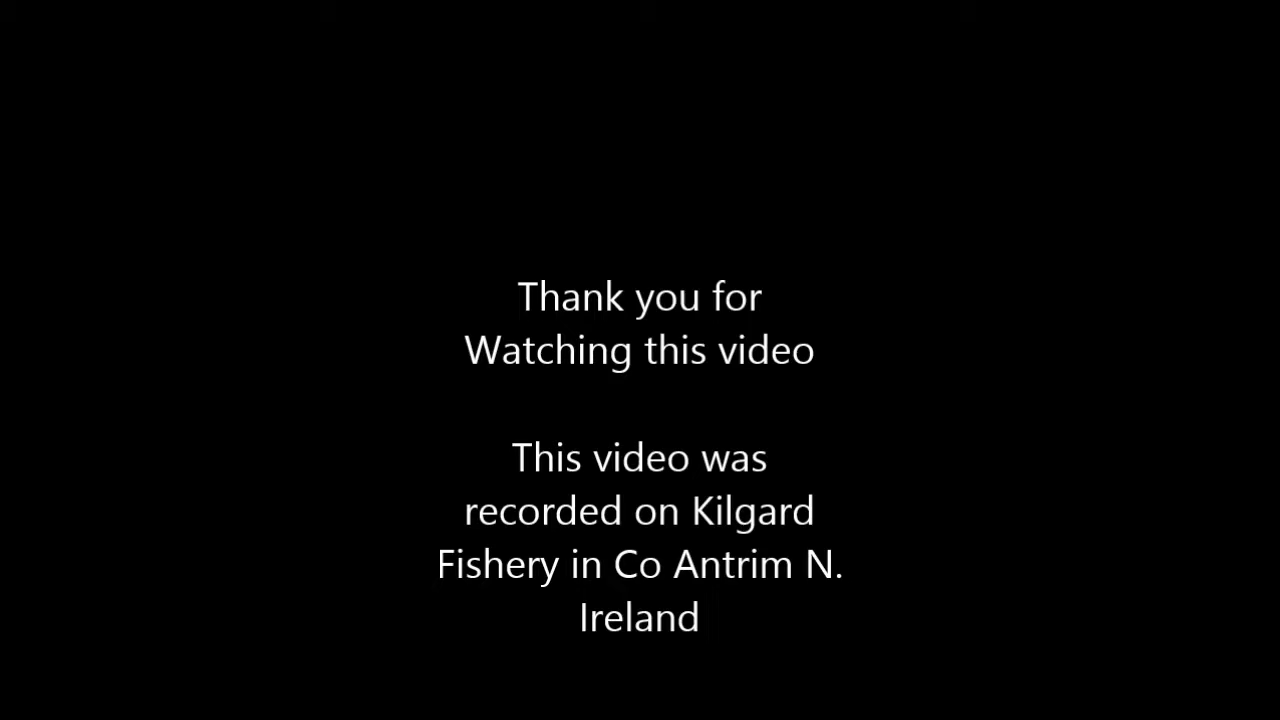 Thank you for
Watching this video
This video was
recorded on Kilgard
Fishery in Co Antrim N.
Ireland